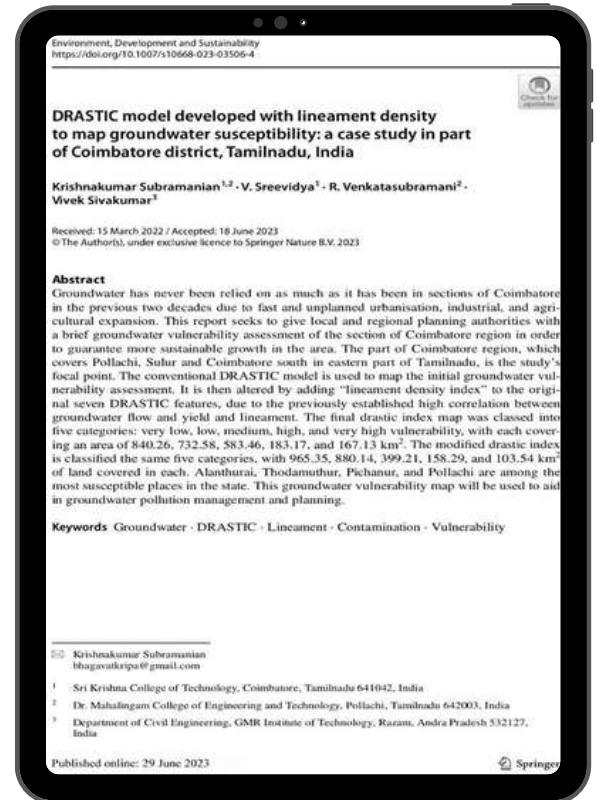 Environment, Development and Sustainability
https://doi.org/10.1007/s10668-023-03506-4
Check for
updates
DRASTIC model developed with lineament density
to map groundwater susceptibility: a case study in part
of Coimbatore district, Tamilnadu, India
Krishnakumar Subramanian1,2 · V. Sreevidya1 · R. Venkatasubramani2 ·
Vivek Sivakumar3
Received: 15 March 2022 / Accepted: 18 June 2023
© The Author(s), under exclusive licence to Springer Nature B.V. 2023
Abstract
Groundwater has never been relied on as much as it has been in sections of Coimbatore
in the previous two decades due to fast and unplanned urbanisation, industrial, and agri-
cultural expansion. This report seeks to give local and regional planning authorities with
a brief groundwater vulnerability assessment of the section of Coimbatore region in order
to guarantee more sustainable growth in the area. The part of Coimbatore region, which
covers Pollachi, Sulur and Coimbatore south in eastern part of Tamilnadu, is the study's
focal point. The conventional DRASTIC model is used to map the initial groundwater vul-
nerability assessment. It is then altered by adding "lineament density index" to the origi-
nal seven DRASTIC features, due to the previously established high correlation between
groundwater flow and yield and lineament. The final drastic index map was classed into
five categories: very low, low, medium, high, and very high vulnerability, with each cover-
ing an area of 840.26, 732.58, 583.46, 183.17, and 167.13 km2. The modified drastic index
is classified the same five categories, with 965.35, 880.14, 399.21, 158.29, and 103.54 km2
of land covered in each. Alanthurai, Thodamuthur, Pichanur, and Pollachi are among the
most susceptible places in the state. This groundwater vulnerability map will be used to aid
in groundwater pollution management and planning.
Keywords Groundwater · DRASTIC · Lineament · Contamination · Vulnerability
Krishnakumar Subramanian
bhagavatkripa@gmail.com
1 Sri Krishna College of Technology, Coimbatore, Tamilnadu 641042, India
2 Dr. Mahalingam College of Engineering and Technology, Pollachi, Tamilnadu 642003, India
3 Department of Civil Engineering, GMR Institute of Technology, Razam, Andra Pradesh 532127,
India
Published online: 29 June 2023
Springer